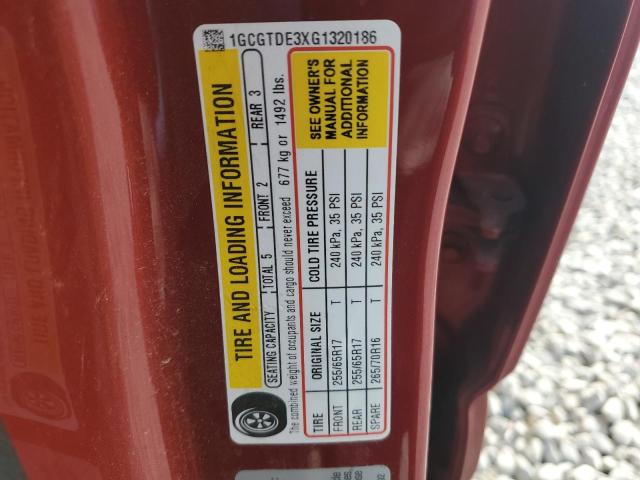 1GCGTDE3XG1320186
TIRE AND LOADING INFORMATION
SEATING CAPACITY TOTAL 5 FRONT 2 REAR 3
The combined weight of occupants and cargo should never exceed 677 kg or 1492 lbs.
TIRE ORIGINAL SIZE COLD TIRE PRESSURE
FRONT 255/65R17 T 240 kPa, 35 PSI
REAR 255/65R17 T 240 kPa, 35 PSI
SPARE 265/70R16 T 240 kPa, 35 PSI
SEE OWNER'S
MANUAL FOR
ADDITIONAL
INFORMATION